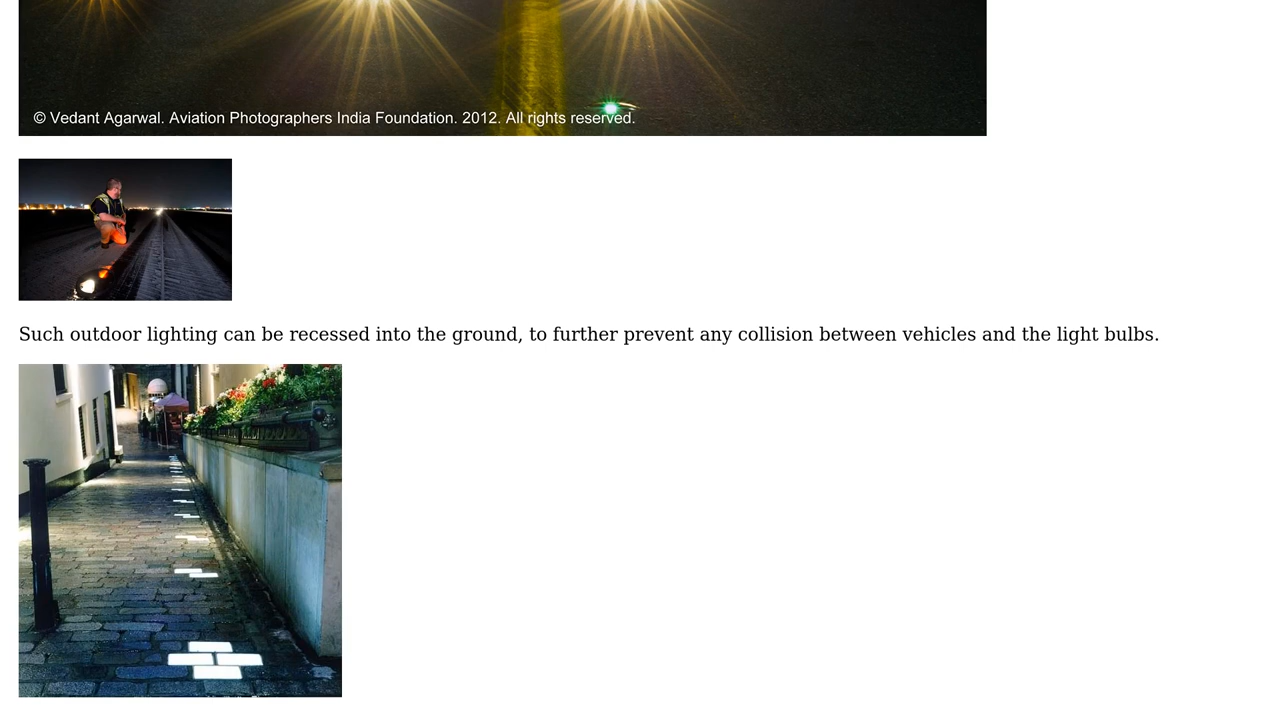 © Vedant Agarwal. Aviation Photographers India Foundation. 2012. All rights reserved.
Such outdoor lighting can be recessed into the ground, to further prevent any collision between vehicles and the light bulbs.